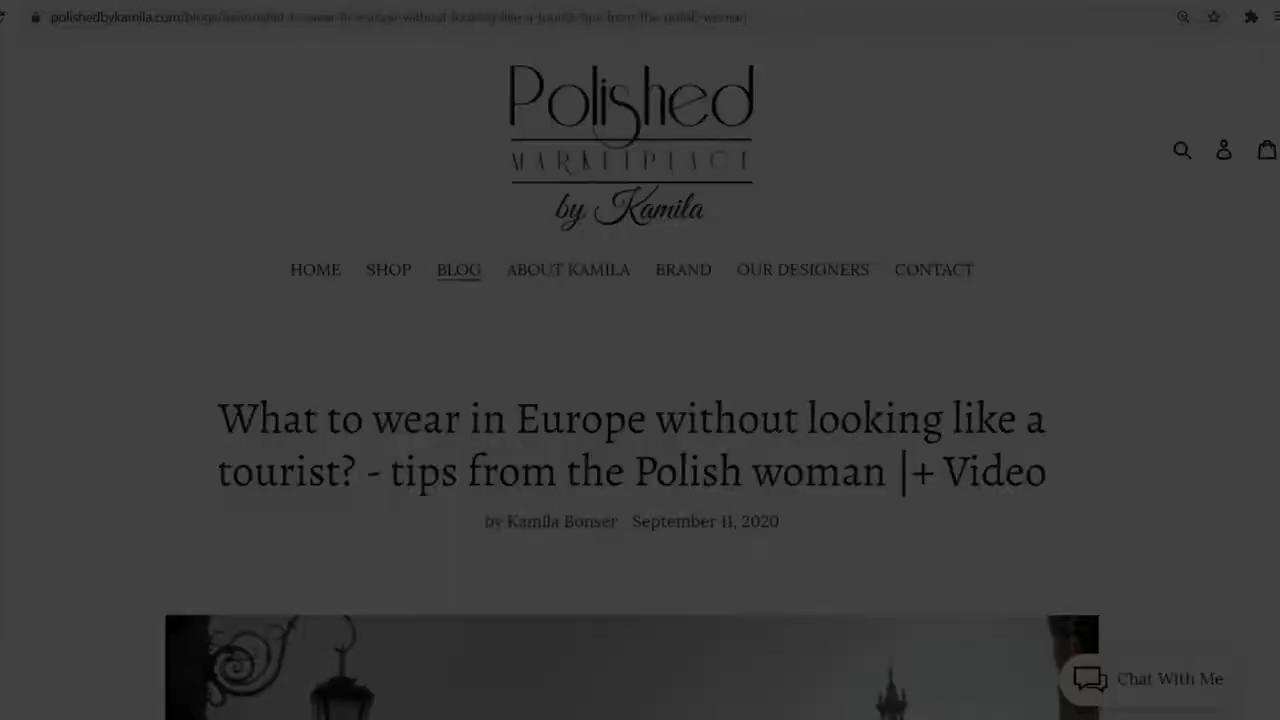 polishedbykamila.com/blogs/
Polished
MARKETPLACE
by Kamila
HOME SHOP BLOG ABOUT KAMILA BRAND OUR DESIGNERS CONTACT
What to wear in Europe without looking like a
tourist? - tips from the Polish woman |+ Video
by Kamila Bonser September 11, 2020
Chat With Me